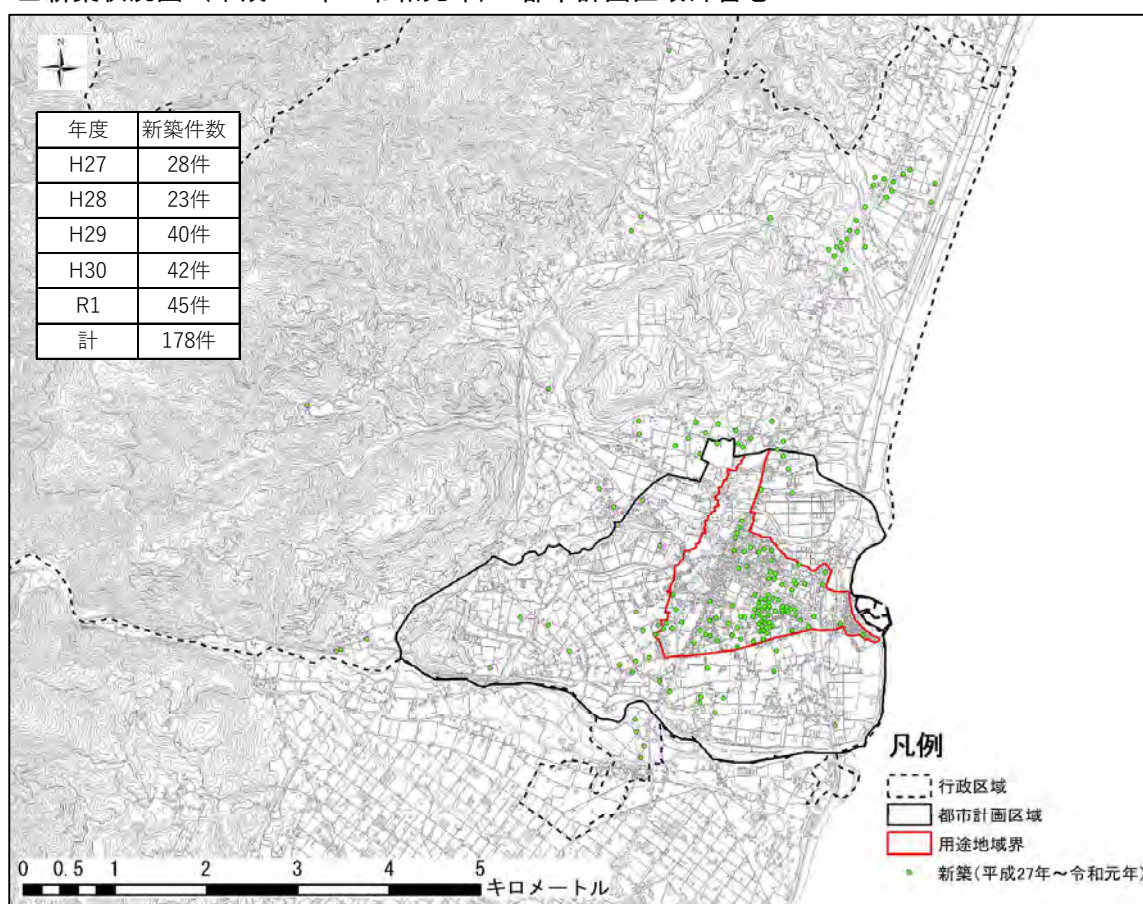 N
年度 新築件数
H27 28件
H28 23件
H29 40件
H30 42件
R1 45件
計 178件
凡例
行政区域
都市計画区域
用途地域界
新築(平成27年～令和元年)
0 0.5 1 2 3 4 5
キロメートル